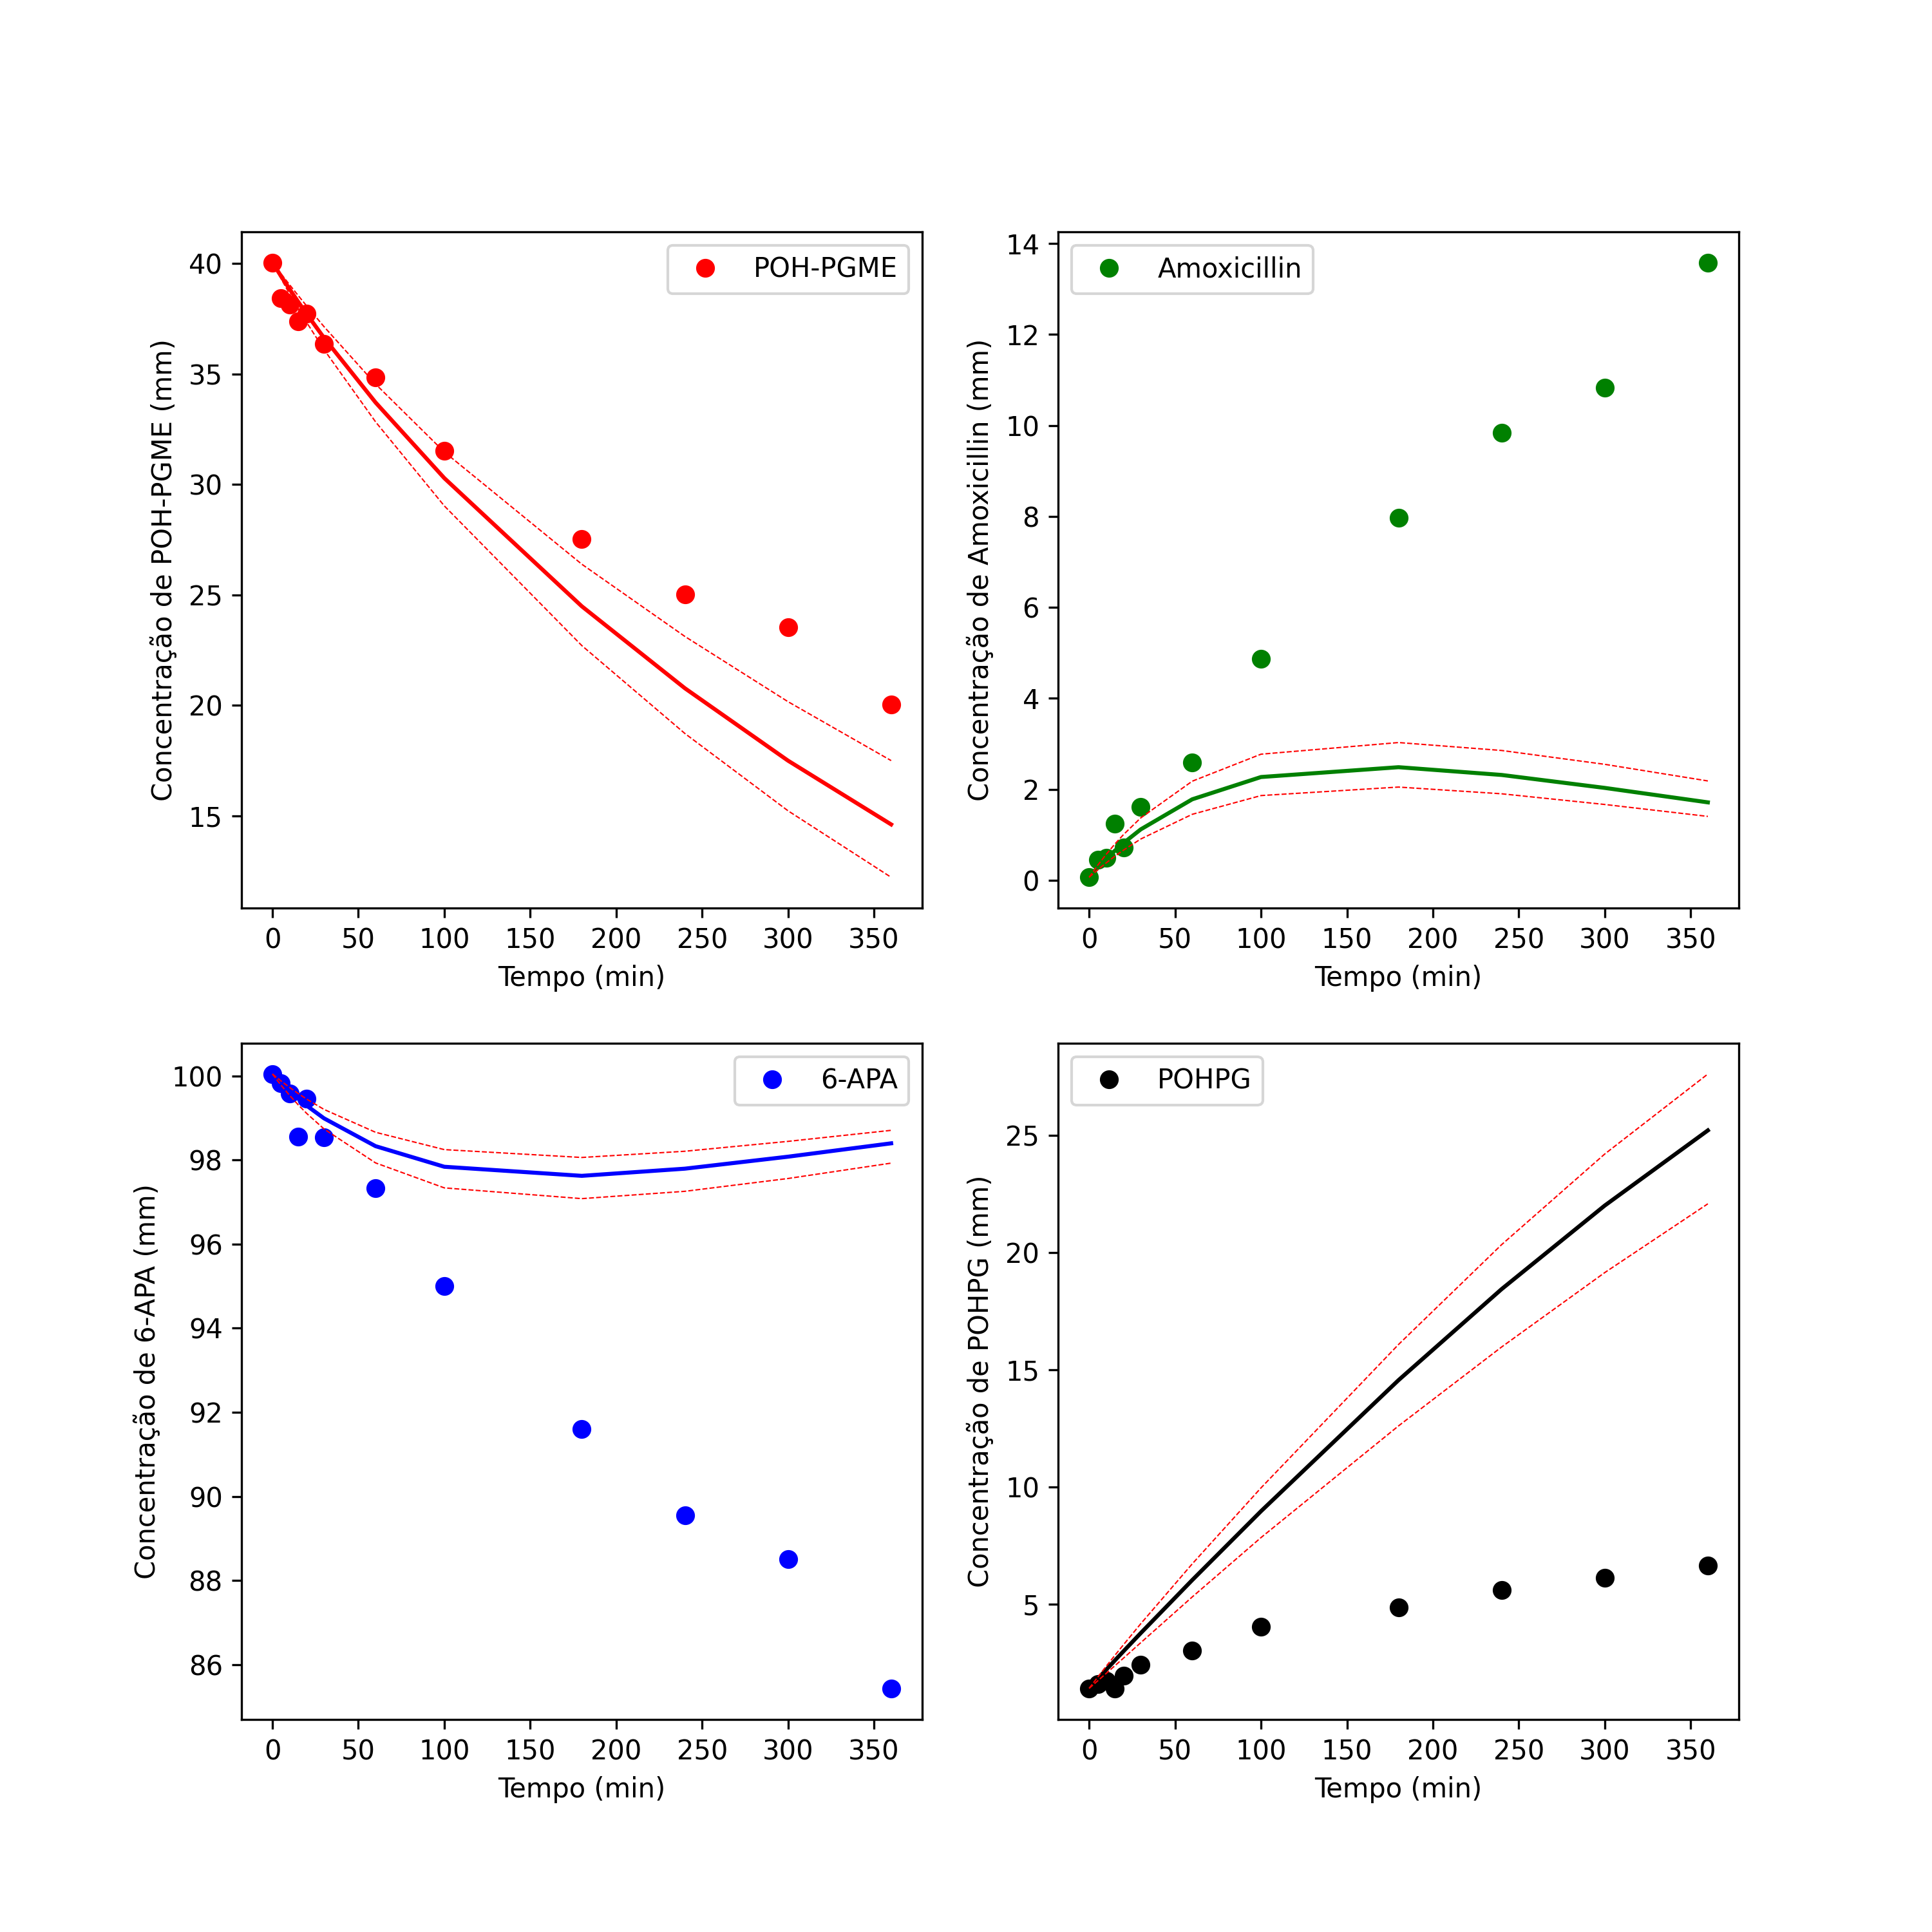 POH-PGME
Concentração de POH-PGME (mm)
40
35
30
25
20
15
0 50 100 150 200 250 300 350
Tempo (min)
Amoxicillin
Concentração de Amoxicillin (mm)
14
12
10
8
6
4
2
0
0 50 100 150 200 250 300 350
Tempo (min)
6-APA
Concentração de 6-APA (mm)
100
98
96
94
92
90
88
86
0 50 100 150 200 250 300 350
Tempo (min)
POHPG
Concentração de POHPG (mm)
25
20
15
10
5
0 50 100 150 200 250 300 350
Tempo (min)